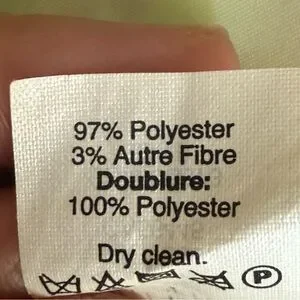 97% Polyester
3% Autre Fibre
Doublure:
100% Polyester
Dry clean.
P